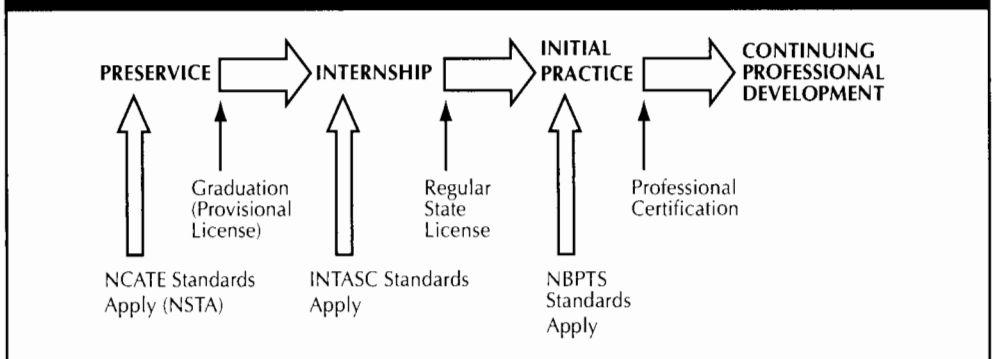 PRESERVICE
INTERNSHIP
INITIAL
PRACTICE
CONTINUING
PROFESSIONAL
DEVELOPMENT
Graduation
(Provisional
License)
Regular
State
License
Professional
Certification
NCATE Standards
Apply (NSTA)
INTASC Standards
Apply
NBPTS
Standards
Apply